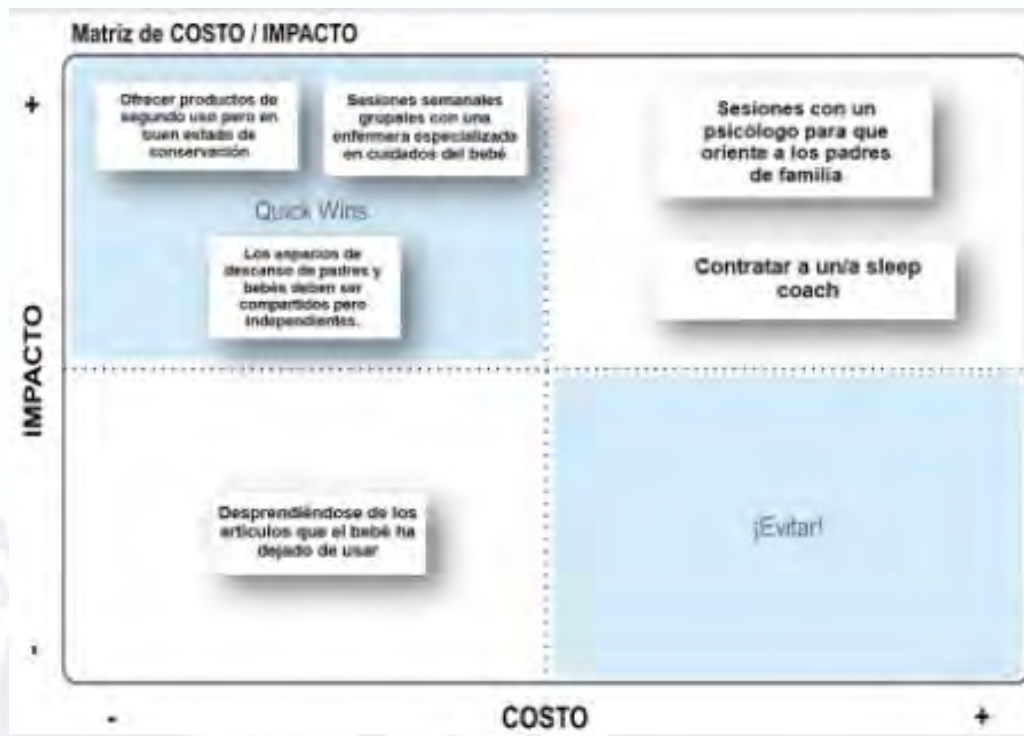 Matriz de COSTO / IMPACTO
+
Ofrecer productos de
segundo uso pero en
buen estado de
conservación
Sesiones semanales
grupales con una
enfermera especializada
en cuidados del bebé
Sesiones con un
psicólogo para que
oriente a los padres
de familia
Quick Wins
Los espacios de
descanso de padres y
bebés deben ser
compartidos pero
independientes.
Contratar a un/a sleep
coach
IMPACTO
Desprendiéndose de los
artículos que el bebé ha
dejado de usar
¡Evitar!
-
-
COSTO
+